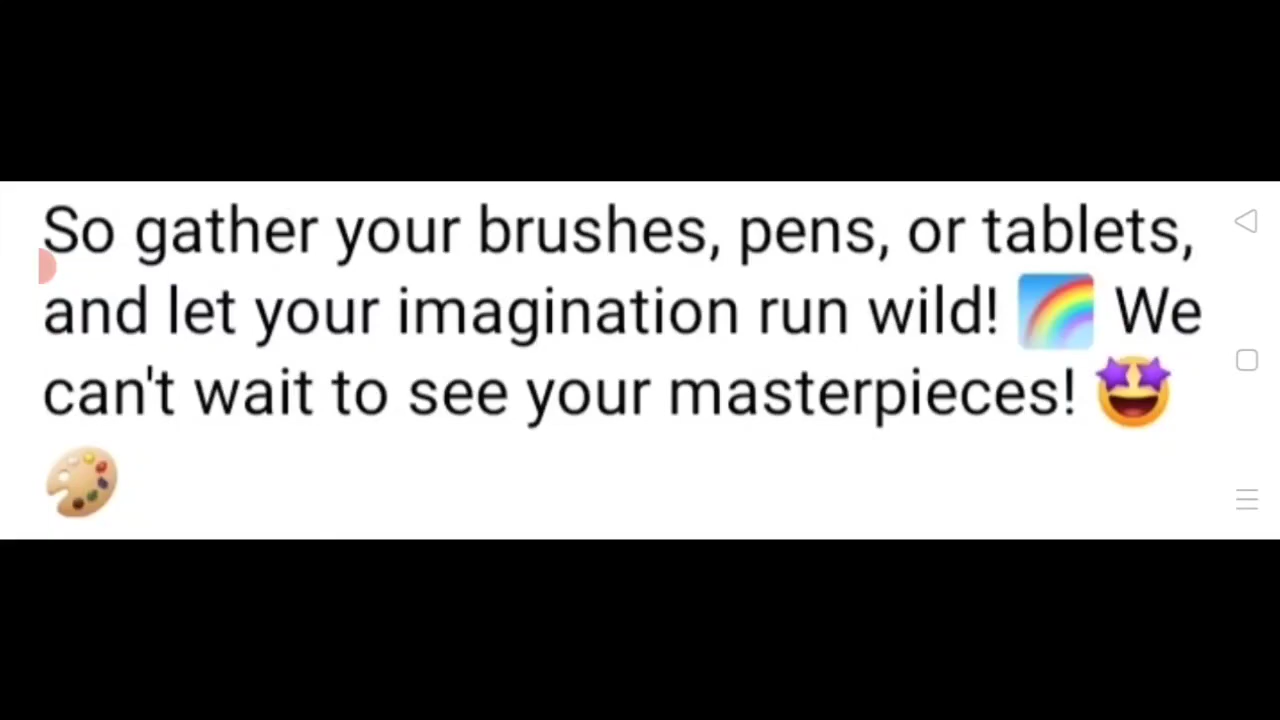 So gather your brushes, pens, or tablets,
and let your imagination run wild! 🌈 We
can't wait to see your masterpieces! 🤩
🎨